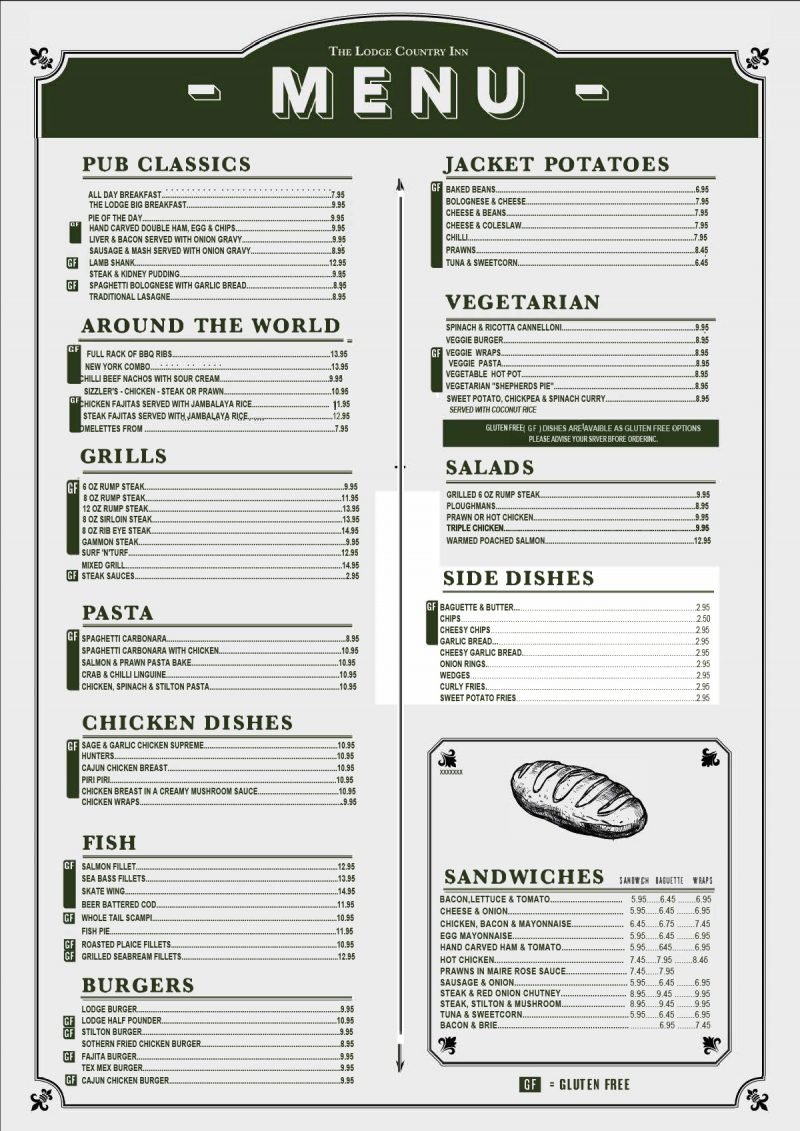 The Lodge Country Inn
- MENU -
PUB CLASSICS
ALL DAY BREAKFAST 7.95
THE LODGE BIG BREAKFAST 9.95
PIE OF THE DAY 9.95
GF HAND CARVED DOUBLE HAM, EGG & CHIPS 9.95
LIVER & BACON SERVED WITH ONION GRAVY 9.95
SAUSAGE & MASH SERVED WITH ONION GRAVY 8.95
GF LAMB SHANK 12.95
STEAK & KIDNEY PUDDING 9.95
GF SPAGHETTI BOLOGNESE WITH GARLIC BREAD 8.95
TRADITIONAL LASAGNE 8.95
AROUND THE WORLD
GF FULL RACK OF BBQ RIBS 13.95
NEW YORK COMBO 13.95
CHILLI BEEF NACHOS WITH SOUR CREAM 9.95
SIZZLER'S - CHICKEN - STEAK OR PRAWN 10.95
GF CHICKEN FAJITAS SERVED WITH JAMBALAYA RICE 11.95
STEAK FAJITAS SERVED WITH JAMBALAYA RICE 12.95
OMELETTES FROM 7.95
GRILLS
GF 6 OZ RUMP STEAK 9.95
8 OZ RUMP STEAK 11.95
12 OZ RUMP STEAK 13.95
8 OZ SIRLOIN STEAK 13.95
8 OZ RIB EYE STEAK 14.95
GAMMON STEAK 9.95
SURF 'N'TURF 12.95
MIXED GRILL 14.95
GF STEAK SAUCES 2.95
PASTA
GF SPAGHETTI CARBONARA 8.95
SPAGHETTI CARBONARA WITH CHICKEN 10.95
SALMON & PRAWN PASTA BAKE 10.95
CRAB & CHILLI LINGUINE 10.95
CHICKEN, SPINACH & STILTON PASTA 10.95
CHICKEN DISHES
GF SAGE & GARLIC CHICKEN SUPREME 10.95
HUNTERS 10.95
CAJUN CHICKEN BREAST 10.95
PIRI PIRI 10.95
CHICKEN BREAST IN A CREAMY MUSHROOM SAUCE 10.95
CHICKEN WRAPS 9.95
FISH
GF SALMON FILLET 12.95
SEA BASS FILLETS 13.95
SKATE WING 14.95
BEER BATTERED COD 11.95
GF WHOLE TAIL SCAMPI 10.95
FISH PIE 11.95
GF ROASTED PLAICE FILLETS 10.95
GF GRILLED SEABREAM FILLETS 12.95
BURGERS
LODGE BURGER 9.95
GF LODGE HALF POUNDER 10.95
GF STILTON BURGER 9.95
SOTHERN FRIED CHICKEN BURGER 8.95
GF FAJITA BURGER 9.95
TEX MEX BURGER 9.95
GF CAJUN CHICKEN BURGER 9.95
JACKET POTATOES
GF BAKED BEANS 6.95
BOLOGNESE & CHEESE 7.95
CHEESE & BEANS 7.95
CHEESE & COLESLAW 7.95
CHILLI 7.95
PRAWNS 8.45
TUNA & SWEETCORN 6.45
VEGETARIAN
SPINACH & RICOTTA CANNELLONI 9.95
VEGGIE BURGER 8.95
GF VEGGIE WRAPS 8.95
VEGGIE PASTA 8.95
VEGETABLE HOT POT 8.95
VEGETARIAN "SHEPHERDS PIE" 8.95
SWEET POTATO, CHICKPEA & SPINACH CURRY 8.95
SERVED WITH COCONUT RICE
GLUTEN FREE( GF ) DISHES ARE AVAIBLE AS GLUTEN FREE OPTIONS
PLEASE ADVISE YOUR SRVER BFORE ORDERINC.
SALADS
GRILLED 6 OZ RUMP STEAK 9.95
PLOUGHMANS 8.95
PRAWN OR HOT CHICKEN 9.95
TRIPLE CHICKEN 9.95
WARMED POACHED SALMON 12.95
SIDE DISHES
GF BAGUETTE & BUTTER 2.95
CHIPS 2.50
CHEESY CHIPS 2.95
GARLIC BREAD 2.95
CHEESY GARLIC BREAD 2.95
ONION RINGS 2.95
WEDGES 2.95
CURLY FRIES 2.95
SWEET POTATO FRIES 2.95
XXXXXXX
SANDWICHES SANDWCH BAGUETTE WRAPS
BACON,LETTUCE & TOMATO 5.95 6.45 6.95
CHEESE & ONION 5.95 6.45 6.95
CHICKEN, BACON & MAYONNAISE 6.45 6.75 7.45
EGG MAYONNAISE 5.95 6.45 6.95
HAND CARVED HAM & TOMATO 5.95 645 6.95
HOT CHICKEN 7.45 7.95 8.46
PRAWNS IN MAIRE ROSE SAUCE 7.45 7.95
SAUSAGE & ONION 5.95 6.45 6.95
STEAK & RED ONION CHUTNEY 8.95 9.45 9.95
STEAK, STILTON & MUSHROOM 8.95 9.45 9.95
TUNA & SWEETCORN 5.95 6.45 6.95
BACON & BRIE 6.95 7.45
GF = GLUTEN FREE